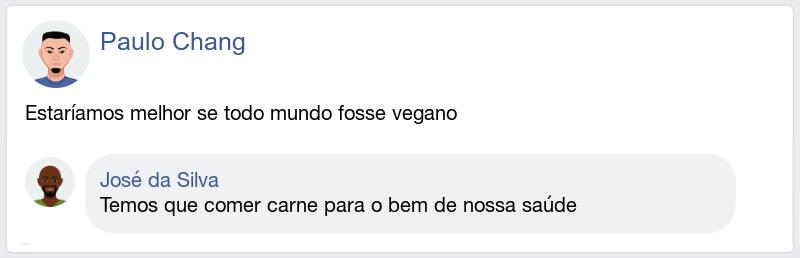 Paulo Chang
Estaríamos melhor se todo mundo fosse vegano
José da Silva
Temos que comer carne para o bem de nossa saúde